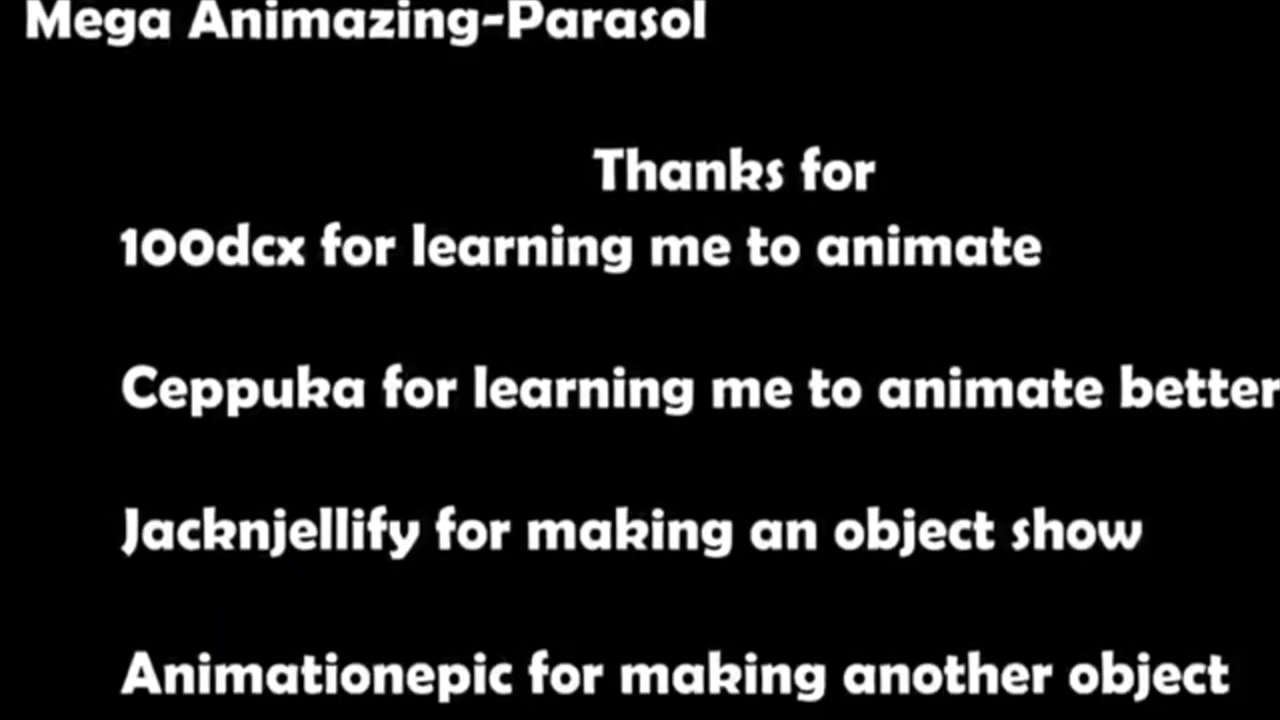 Mega Animazing-Parasol
Thanks for
100dcx for learning me to animate
Ceppuka for learning me to animate better
Jacknjellify for making an object show
Animationepic for making another object